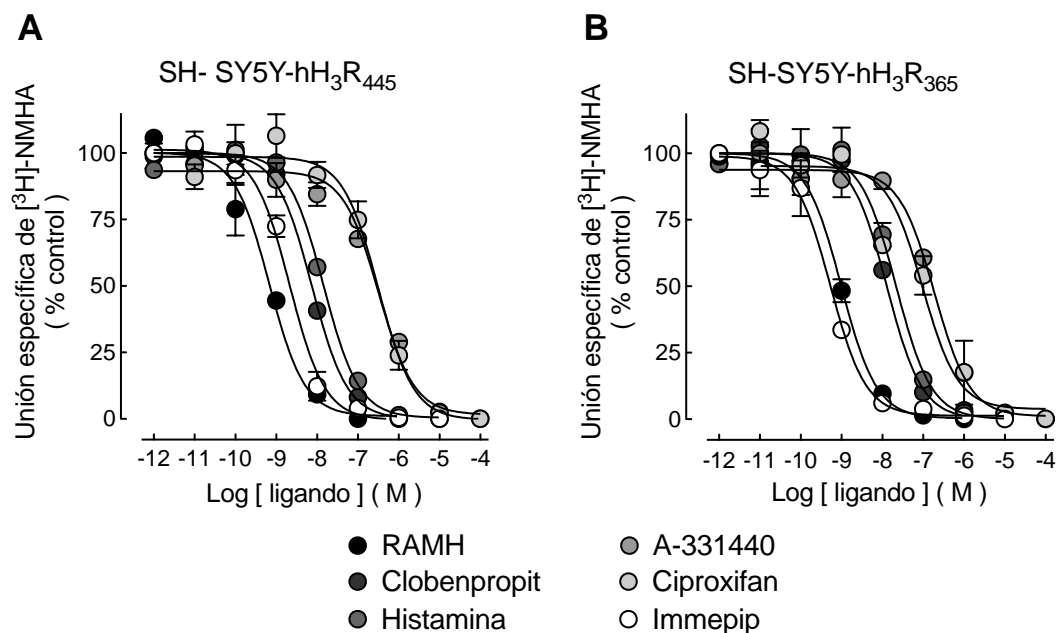 A
B
SH- SY5Y-hH₃R₄₄₅
SH-SY5Y-hH₃R₃₆₅
Unión específica de [³H]-NMHA
( % control)
100
75
50
25
0
-12 -11 -10 -9 -8 -7 -6 -5 -4
Log [ ligando ] ( M )
Unión específica de [³H]-NMHA
( % control)
100
75
50
25
0
-12 -11 -10 -9 -8 -7 -6 -5 -4
Log [ ligando ] ( M )
RAMH
A-331440
Clobenpropit
Ciproxifan
Histamina
Immepip